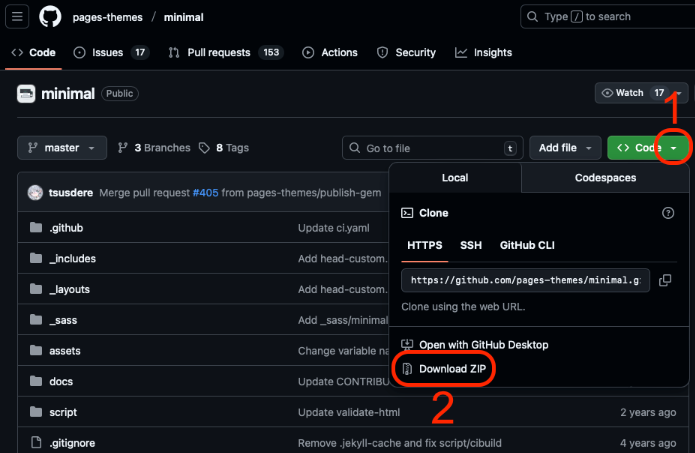 pages-themes / minimal
Type / to search
Code Issues 17 Pull requests 153 Actions Security Insights
minimal Public
Watch 17
1
master 3 Branches 8 Tags
Go to file t
Add file
Code
Local Codespaces
tsusdere Merge pull request #405 from pages-themes/publish-gem
Clone
.github Update ci.yaml
HTTPS SSH GitHub CLI
_includes Add head-custom.
https://github.com/pages-themes/minimal.g
_layouts Add head-custom.
Clone using the web URL.
_sass Add _sass/minimal
assets Change variable na
Open with GitHub Desktop
Download ZIP
docs Update CONTRIBU
2
script Update validate-html 2 years ago
.gitignore Remove .jekyll-cache and fix script/cibuild 4 years ago